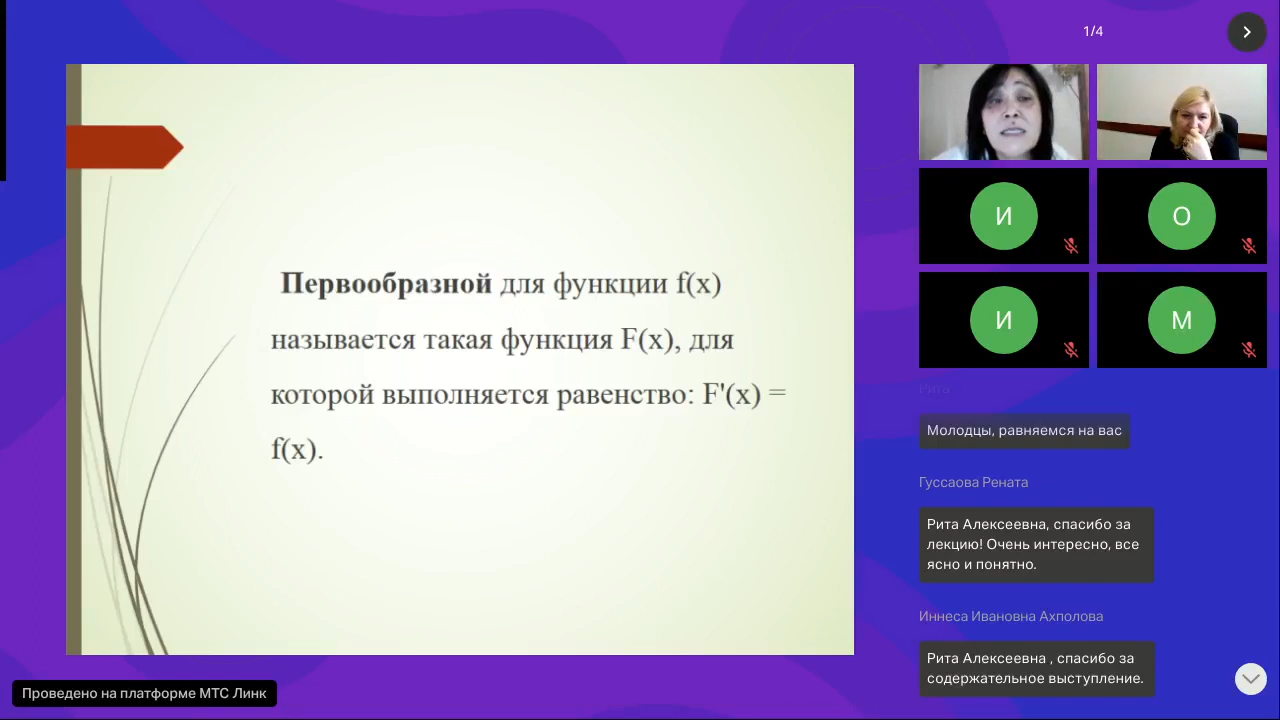 1/4
Первообразной для функции f(x)
называется такая функция F(x), для
которой выполняется равенство: F'(x) =
f(x).
И
О
И
М
Рита
Молодцы, равняемся на вас
Гуссаова Рената
Рита Алексеевна, спасибо за
лекцию! Очень интересно, все
ясно и понятно.
Иннеса Ивановна Ахполова
Рита Алексеевна , спасибо за
содержательное выступление.
Проведено на платформе МТС Линк